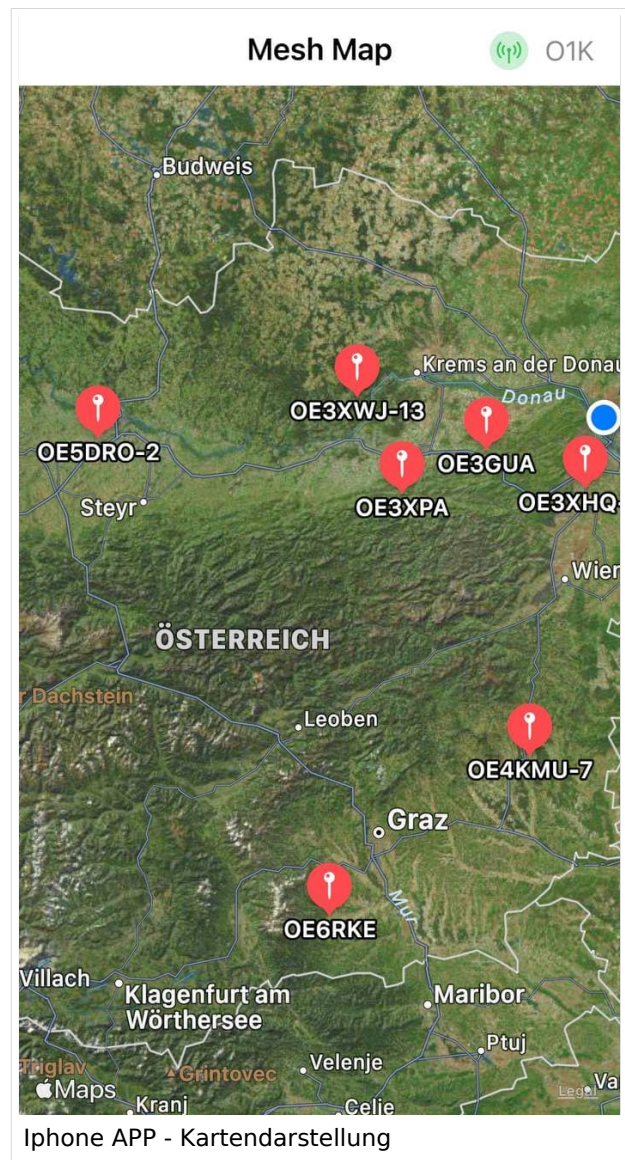 Mesh Map
O1K
Budweis
Krems an der Donau
Donau
OE3XWJ-13
OE5DRO-2
OE3GUA
OE3XPA
OE3XHQ-
Steyr
Wien
ÖSTERREICH
r Dachstein
Leoben
OE4KMU-7
Graz
OE6RKE
Mur
Villach
Klagenfurt am
Wörthersee
Maribor
Ptuj
Triglav
Grintovec
Velenje
Maps
Legal
Va
Kranj
Celje
Iphone APP - Kartendarstellung